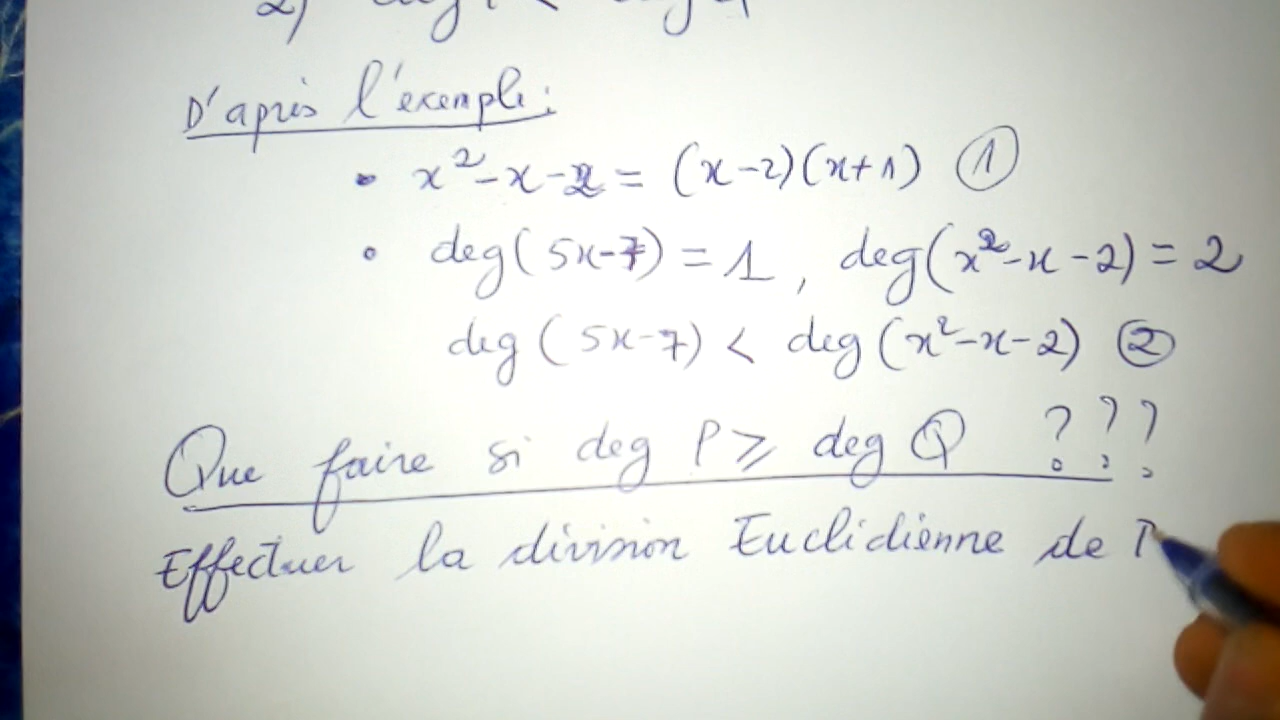 D'après l'exemple:
• x² - x - 2 = (x-2)(x+1) ①
• deg(5x-7) = 1, deg(x²-x-2) = 2
deg(5x-7) < deg(x²-x-2) ②
Que faire si deg P ⩾ deg Q ???
Effectuer la division Euclidienne de P